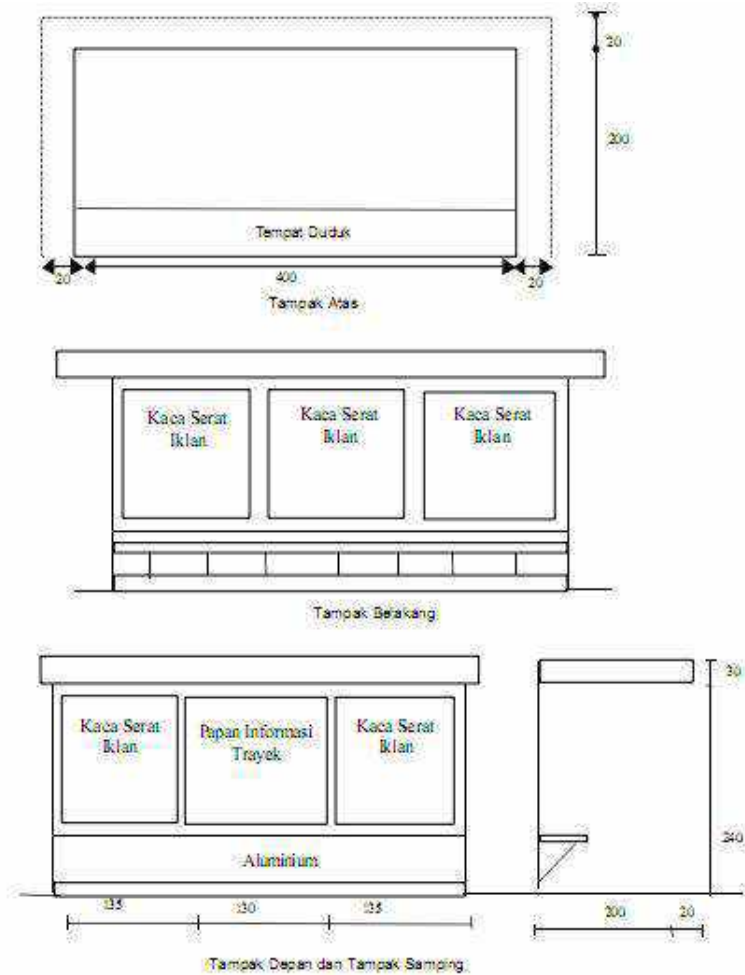 20
200
Tempat Duduk
20
400
20
Tampak Atas
Kaca Serat
Iklan
Kaca Serat
Iklan
Kaca Serat
Iklan
Tampak Belakang
Kaca Serat
Iklan
Papan Informasi
Trayek
Kaca Serat
Iklan
30
Aluminium
240
135
130
135
200
20
Tampak Depan dan Tampak Samping